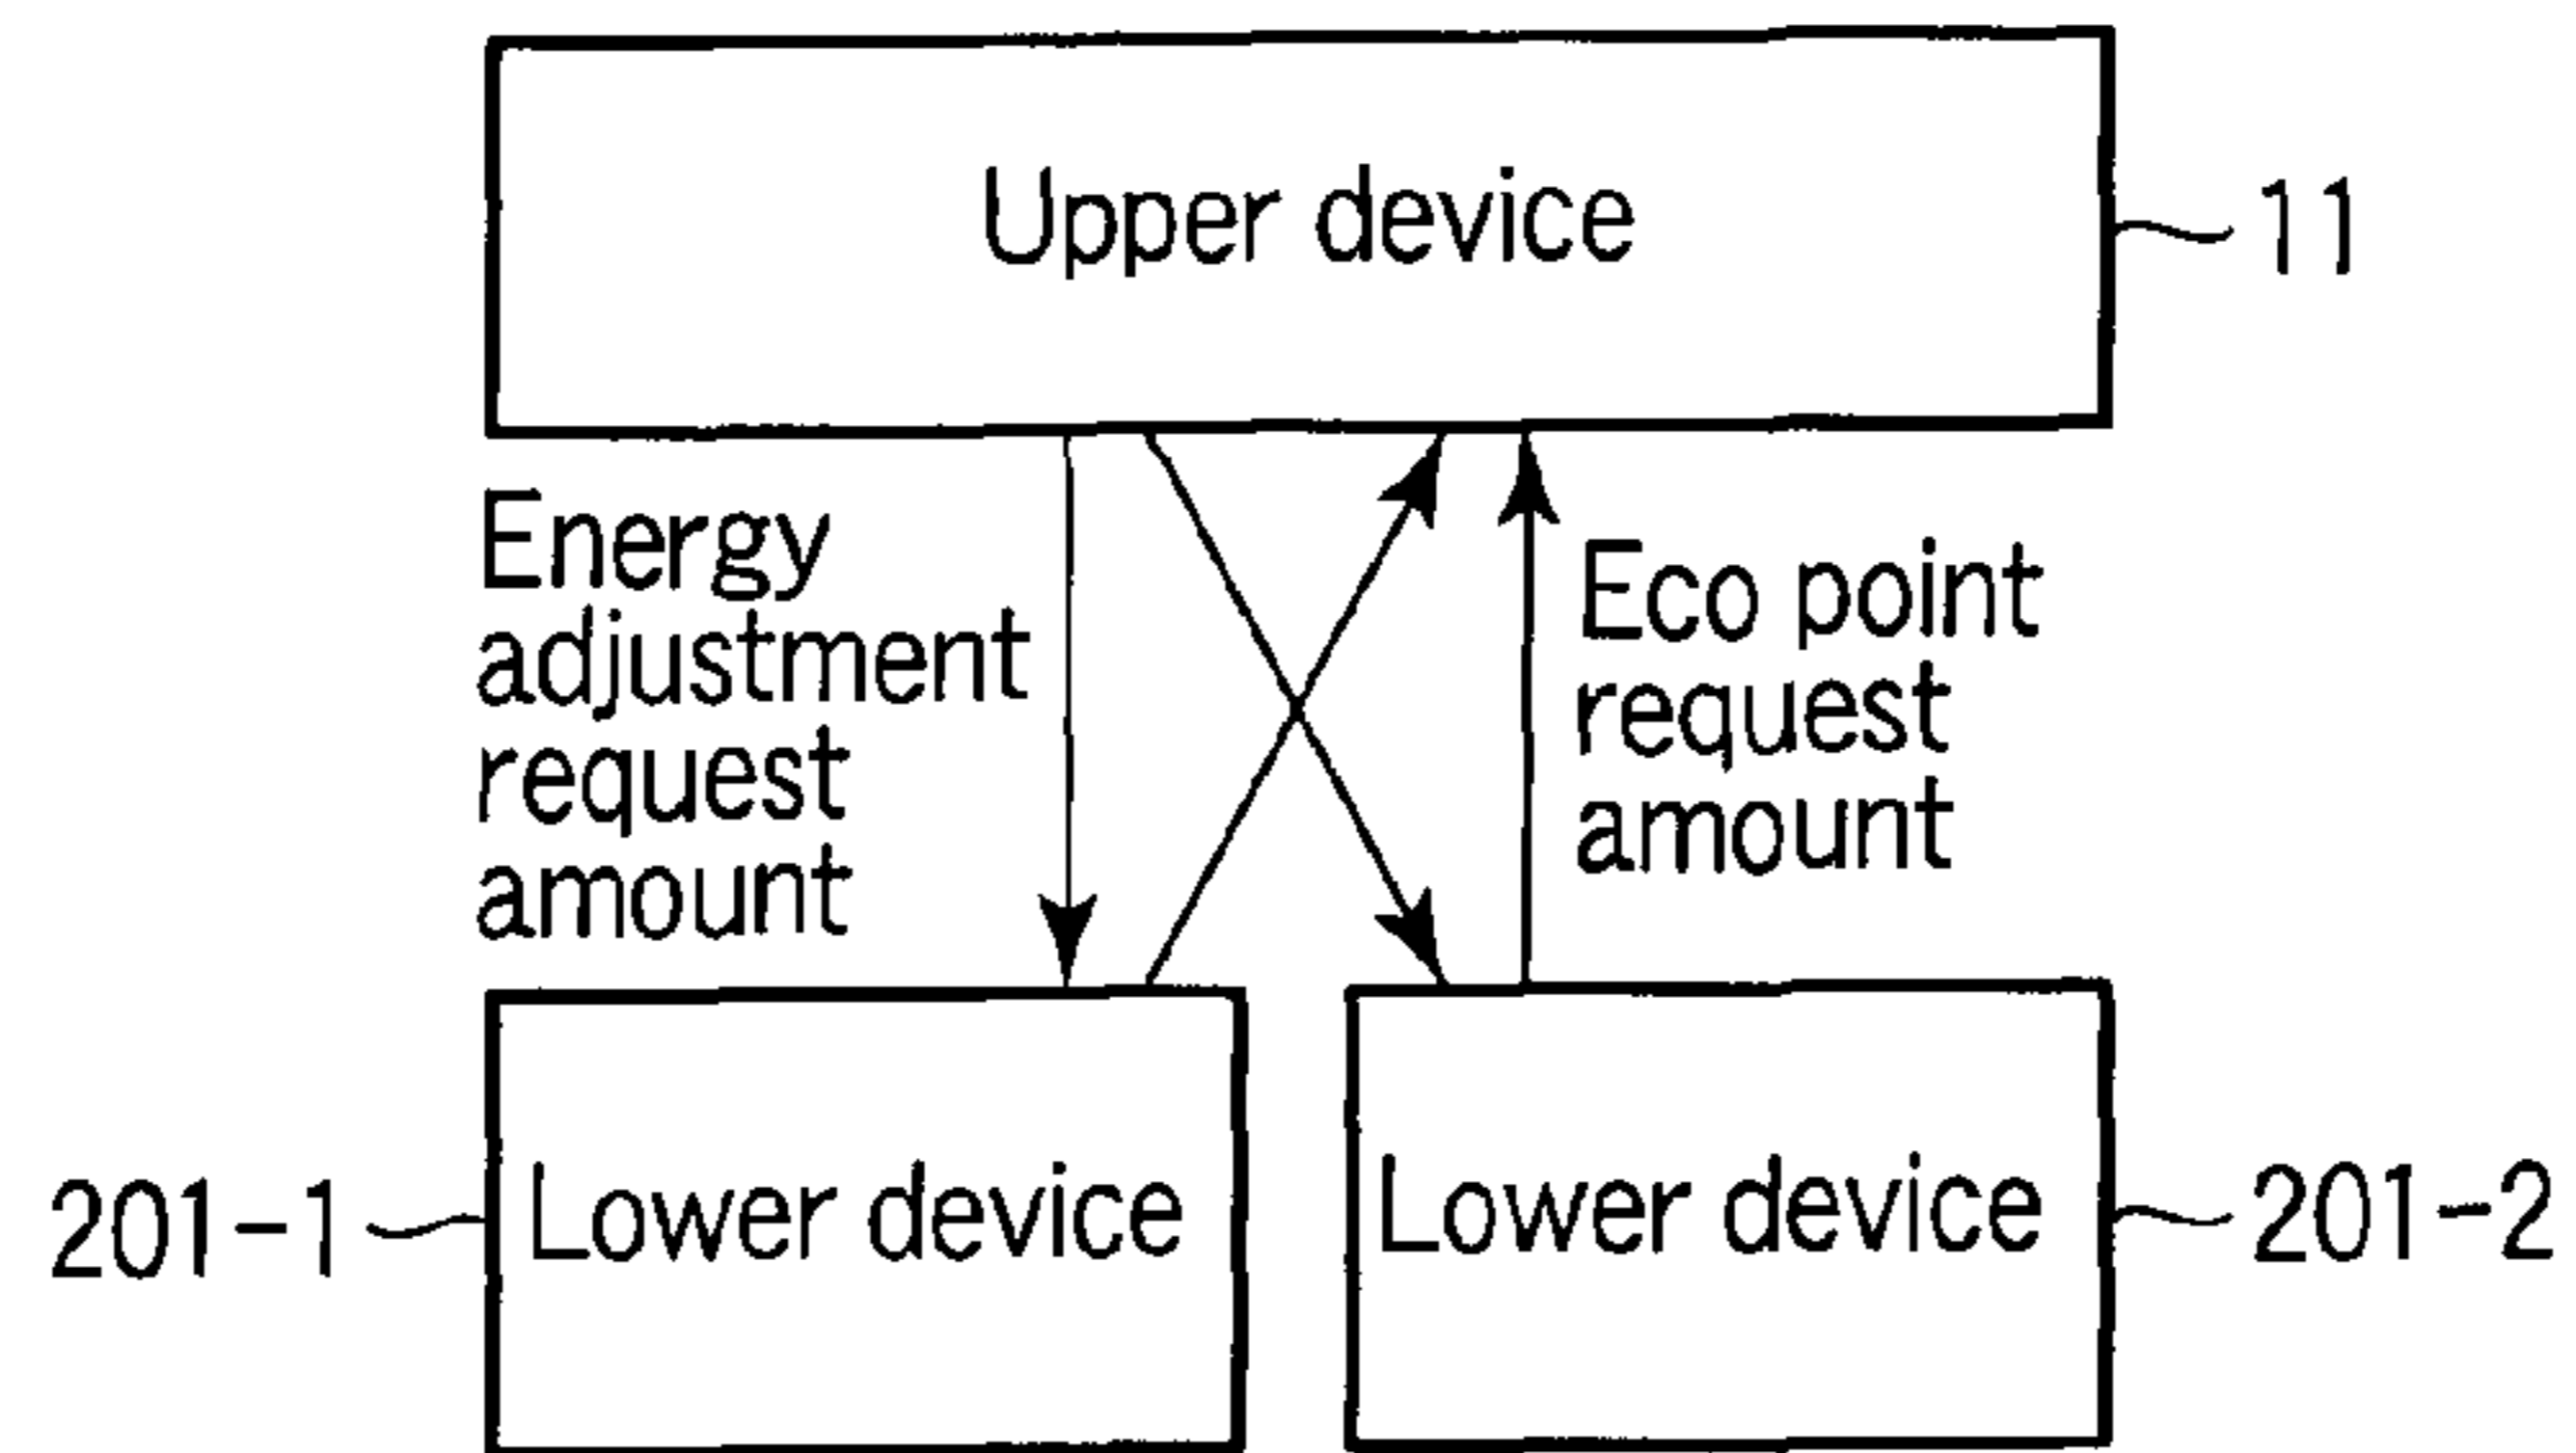 Upper device
11
Energy
adjustment
request
amount
Eco point
request
amount
201-1
Lower device
Lower device
201-2